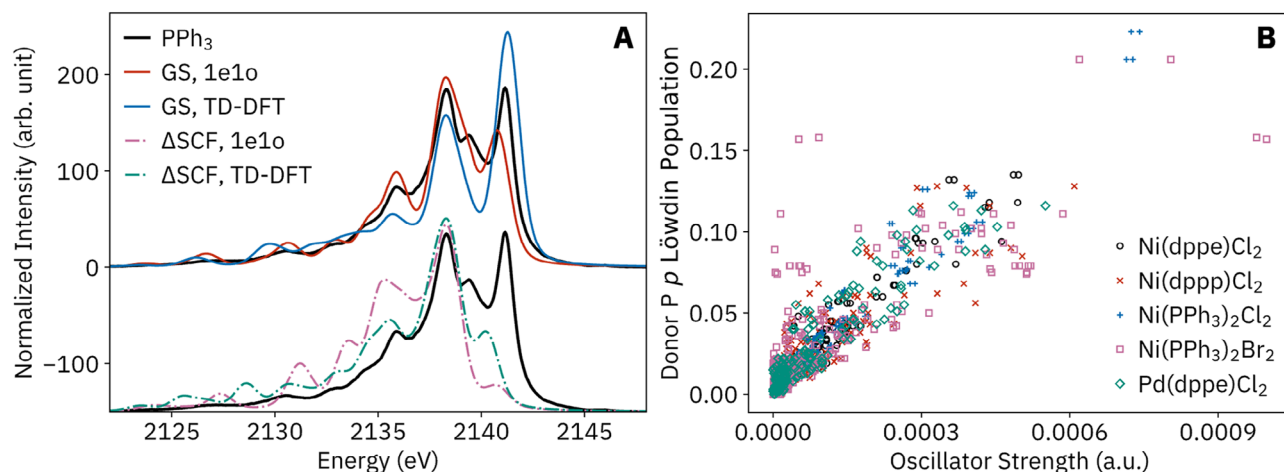 A
PPh3
GS, 1e1o
GS, TD-DFT
ΔSCF, 1e1o
ΔSCF, TD-DFT
Normalized Intensity (arb. unit)
200
100
0
−100
2125 2130 2135 2140 2145
Energy (eV)
B
Donor P p Löwdin Population
0.20
0.15
0.10
0.05
0.00
Ni(dppe)Cl2
Ni(dppp)Cl2
Ni(PPh3)2Cl2
Ni(PPh3)2Br2
Pd(dppe)Cl2
0.0000 0.0003 0.0006 0.0009
Oscillator Strength (a.u.)